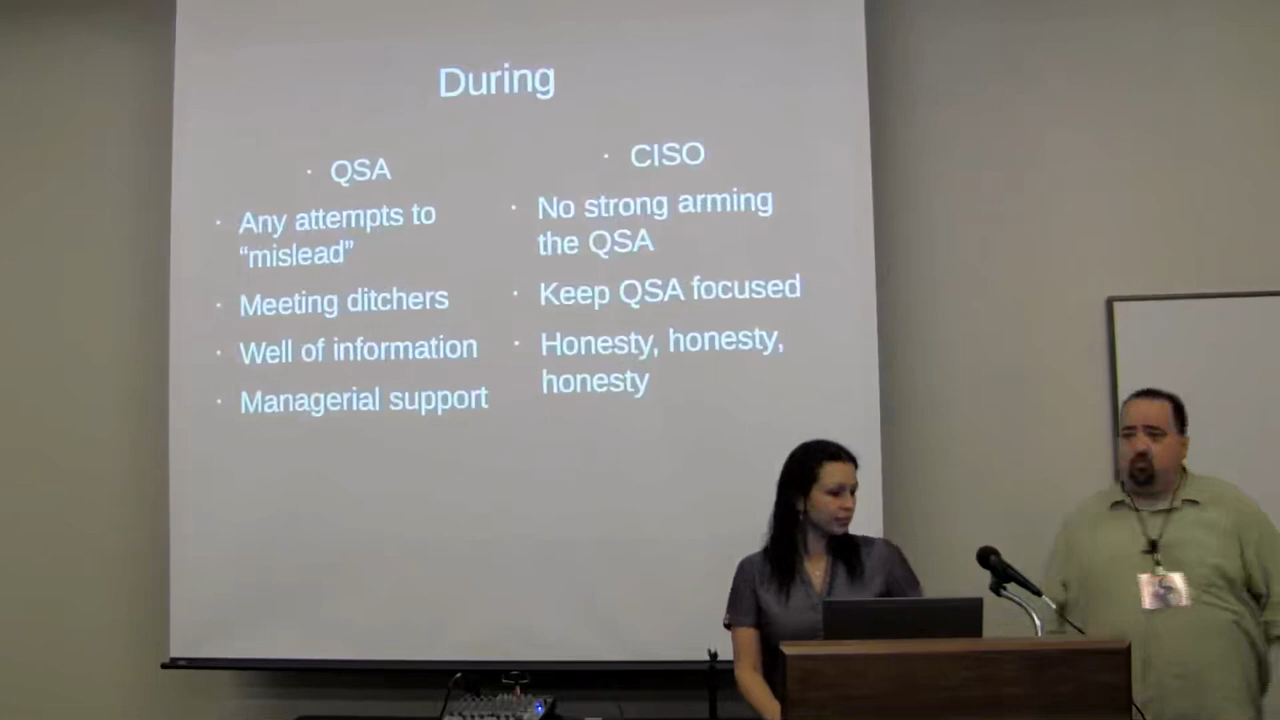 During
· QSA
· Any attempts to
“mislead”
· Meeting ditchers
· Well of information
· Managerial support
· CISO
· No strong arming
the QSA
· Keep QSA focused
· Honesty, honesty,
honesty